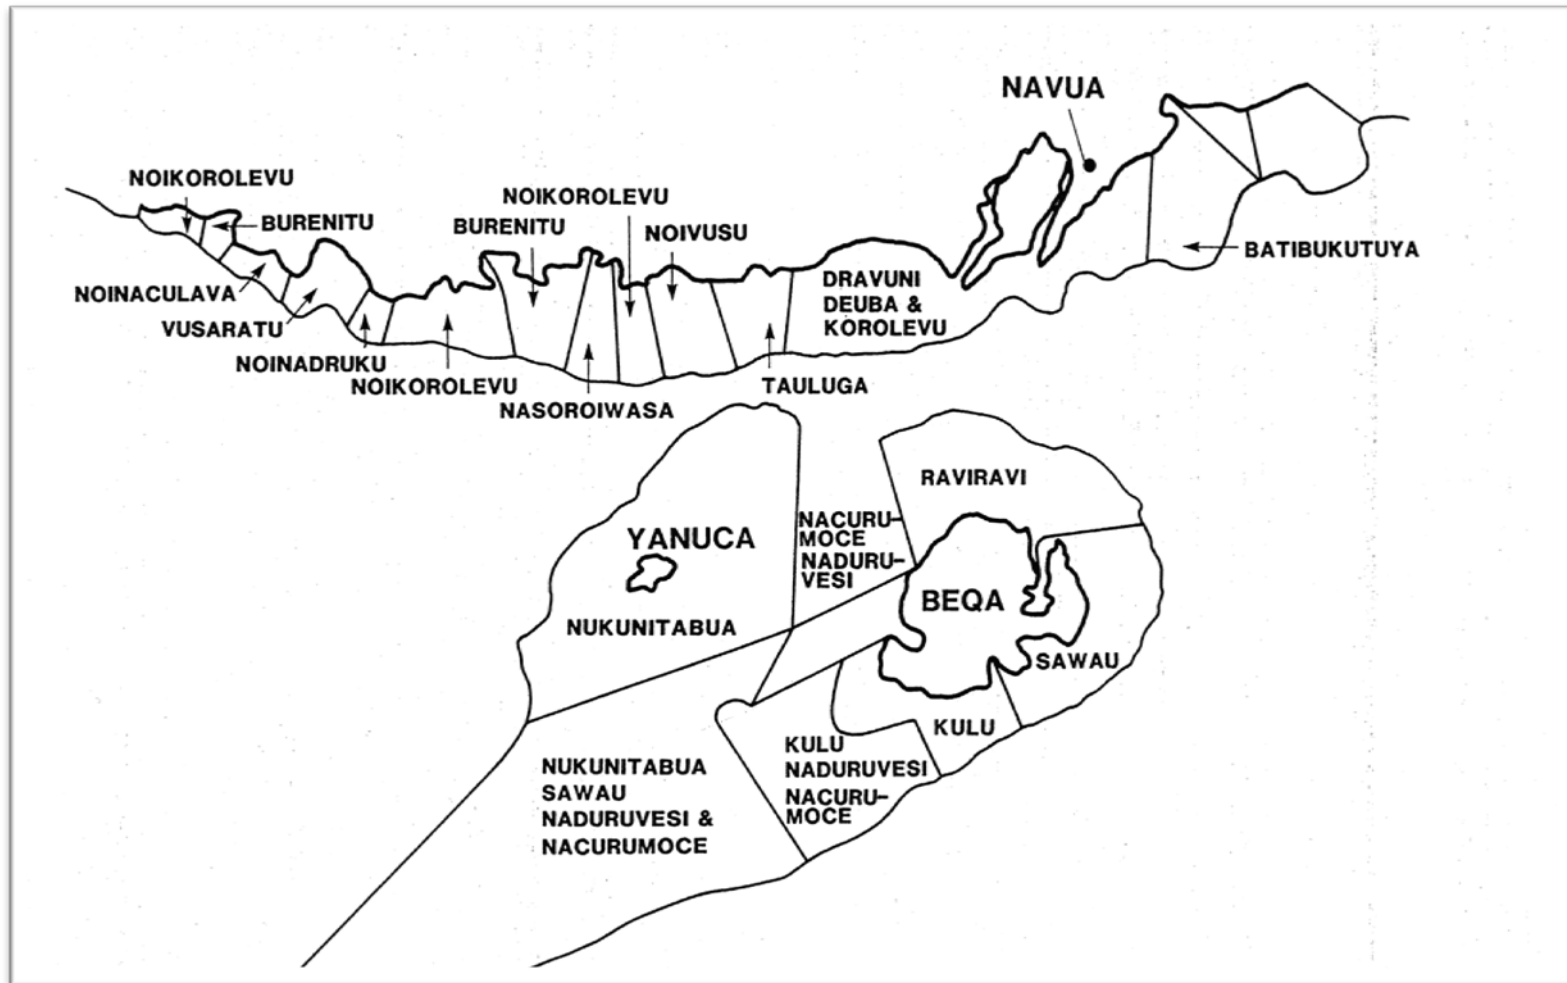 NAVUA
NOIKOROLEVU
BURENITU
NOINACULAVA
VUSARATU
NOINADRUKU
NOIKOROLEVU
BURENITU
NOIKOROLEVU
NOIVUSU
NASOROIWASA
TAULUGA
DRAVUNI
DEUBA &
KOROLEVU
BATIBUKUTUYA
YANUCA
NUKUNITABUA
NACURU-
MOCE
NADURU-
VESI
RAVIRAVI
BEQA
SAWAU
KULU
KULU
NADURUVESI
NACURU-
MOCE
NUKUNITABUA
SAWAU
NADURUVESI &
NACURUMOCE